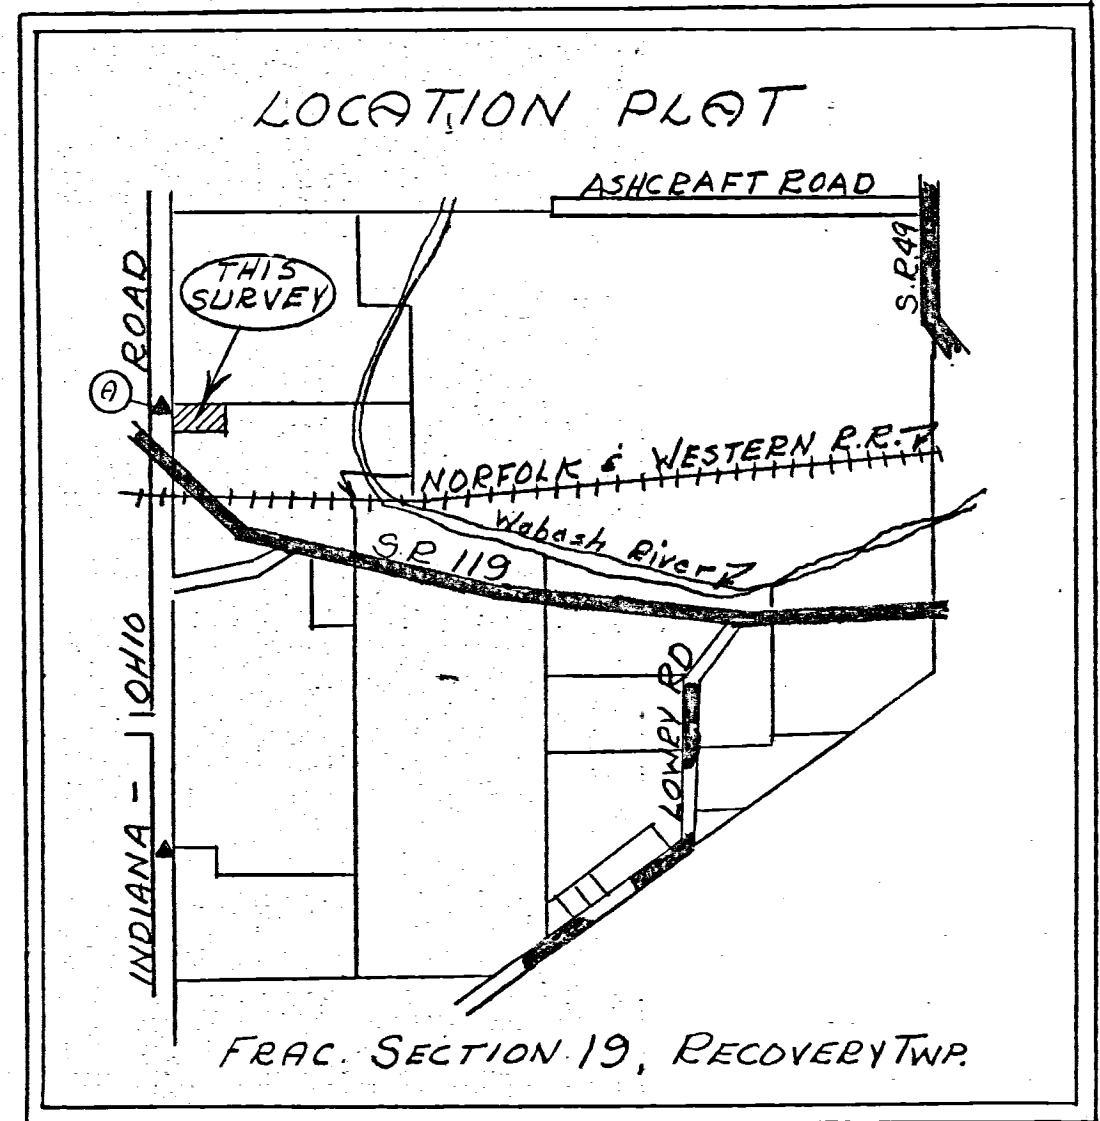 LOCATION PLAT
ASHCRAFT ROAD
S.R.49
THIS
SURVEY
INDIANA - OHIO ROAD
A
NORFOLK & WESTERN R.R.
Wabash River
S.R. 119
LOWRY RD
FRAC. SECTION 19, RECOVERY TWP.